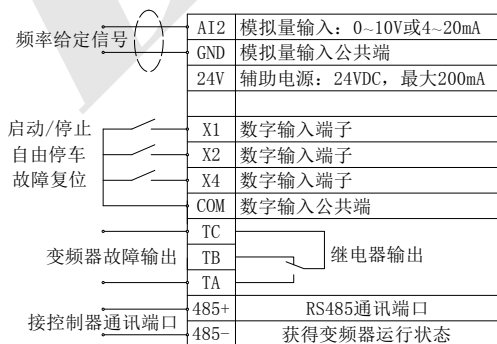 频率给定信号
AI2 模拟量输入：0~10V或4~20mA
GND 模拟量输入公共端
24V 辅助电源：24VDC，最大200mA
启动/停止 X1 数字输入端子
自由停车 X2 数字输入端子
故障复位 X4 数字输入端子
COM 数字输入公共端
TC
变频器故障输出 TB 继电器输出
TA
接控制器通讯端口
485+ RS485通讯端口
485- 获得变频器运行状态